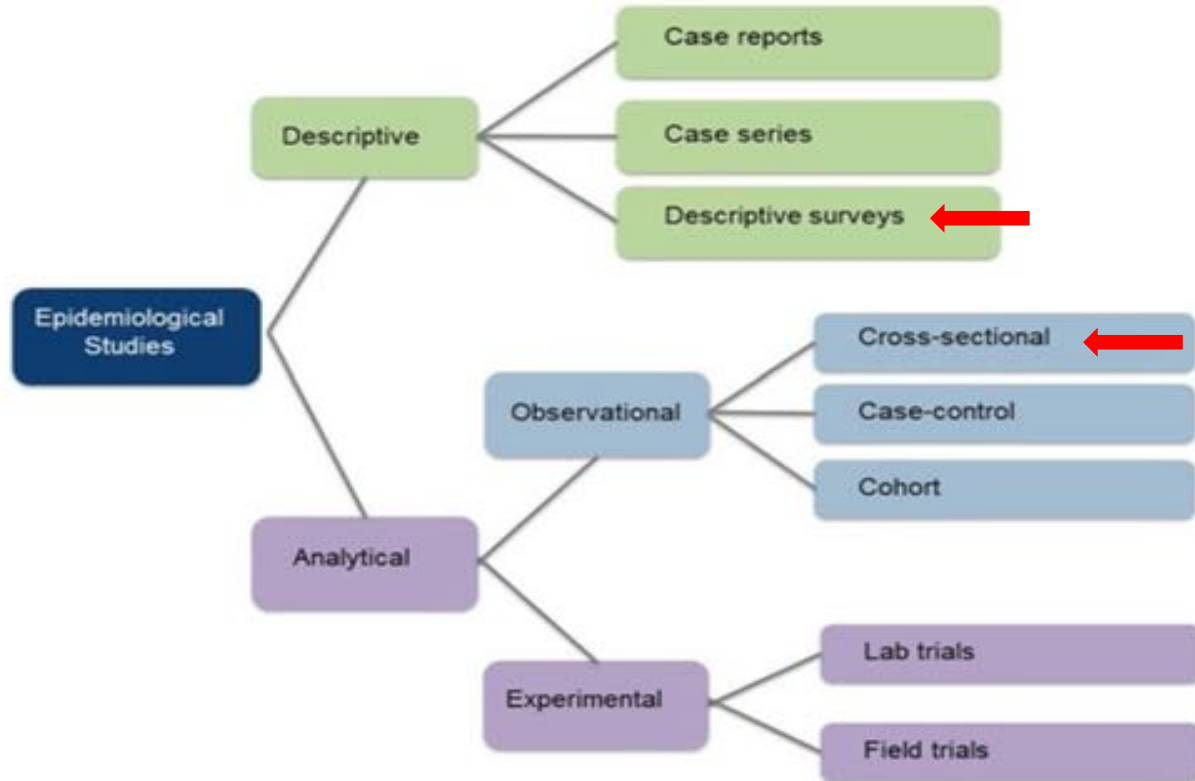 Case reports
Descriptive
Case series
Descriptive surveys
Epidemiological
Studies
Cross-sectional
Observational
Case-control
Cohort
Analytical
Lab trials
Experimental
Field trials